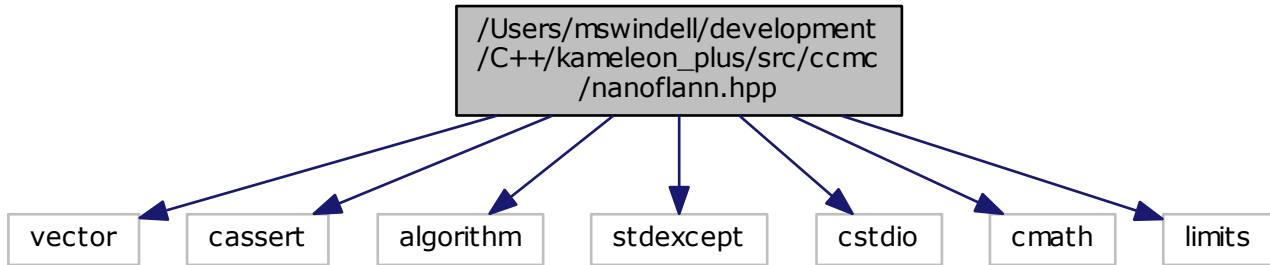 /Users/mswindell/development
/C++/kameleon_plus/src/ccmc
/nanoflann.hpp
vector
cassert
algorithm
stdexcept
cstdio
cmath
limits